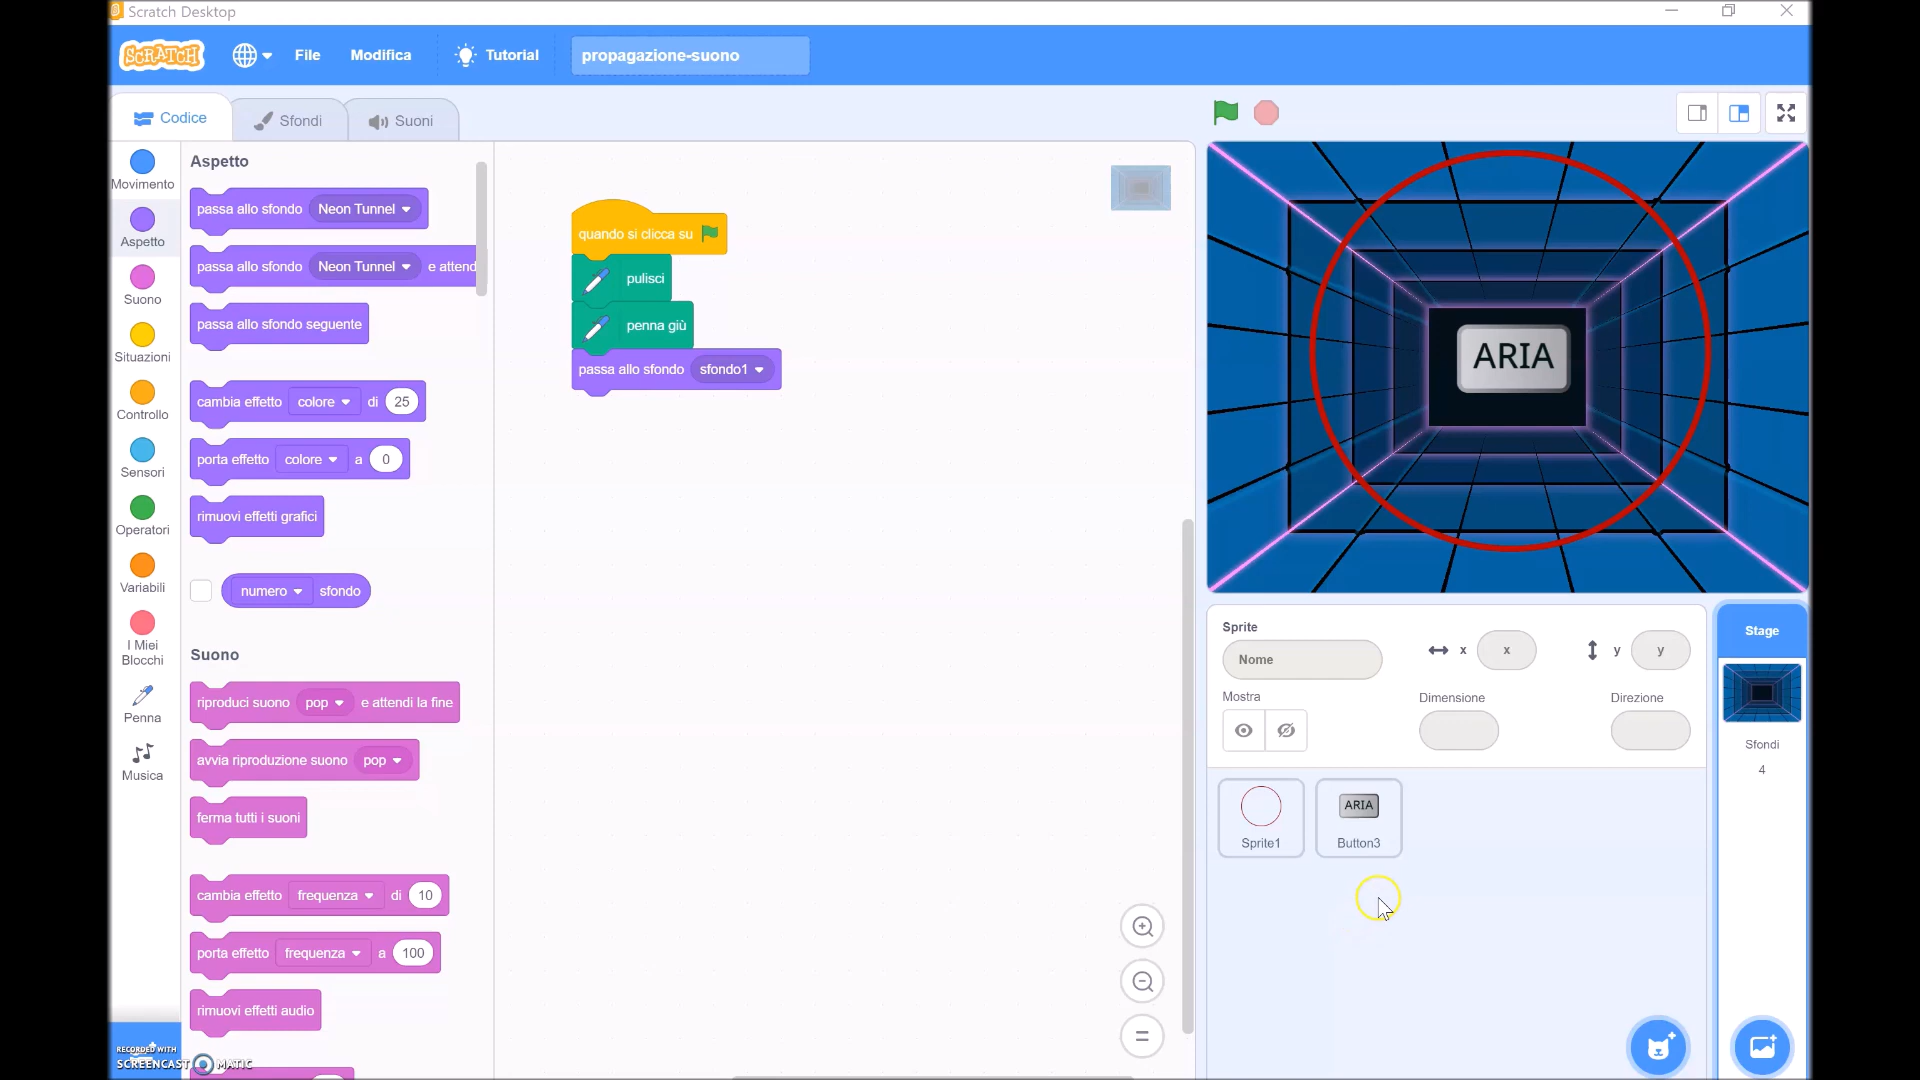 Scratch Desktop
SCRATCH
File
Modifica
Tutorial
propagazione-suono
Codice
Sfondi
Suoni
Movimento
Aspetto
Suono
Situazioni
Controllo
Sensori
Operatori
Variabili
I Miei
Blocchi
Penna
Musica
Aspetto
passa allo sfondo Neon Tunnel
passa allo sfondo Neon Tunnel e attend
passa allo sfondo seguente
cambia effetto colore di 25
porta effetto colore a 0
rimuovi effetti grafici
numero sfondo
Suono
riproduci suono pop e attendi la fine
avvia riproduzione suono pop
ferma tutti i suoni
cambia effetto frequenza di 10
porta effetto frequenza a 100
rimuovi effetti audio
quando si clicca su
pulisci
penna giù
passa allo sfondo sfondo1
ARIA
Sprite
Nome
x x
y y
Mostra
Dimensione
Direzione
ARIA
Sprite1
Button3
Stage
Sfondi
4
RECORDED WITH
SCREENCAST MATIC